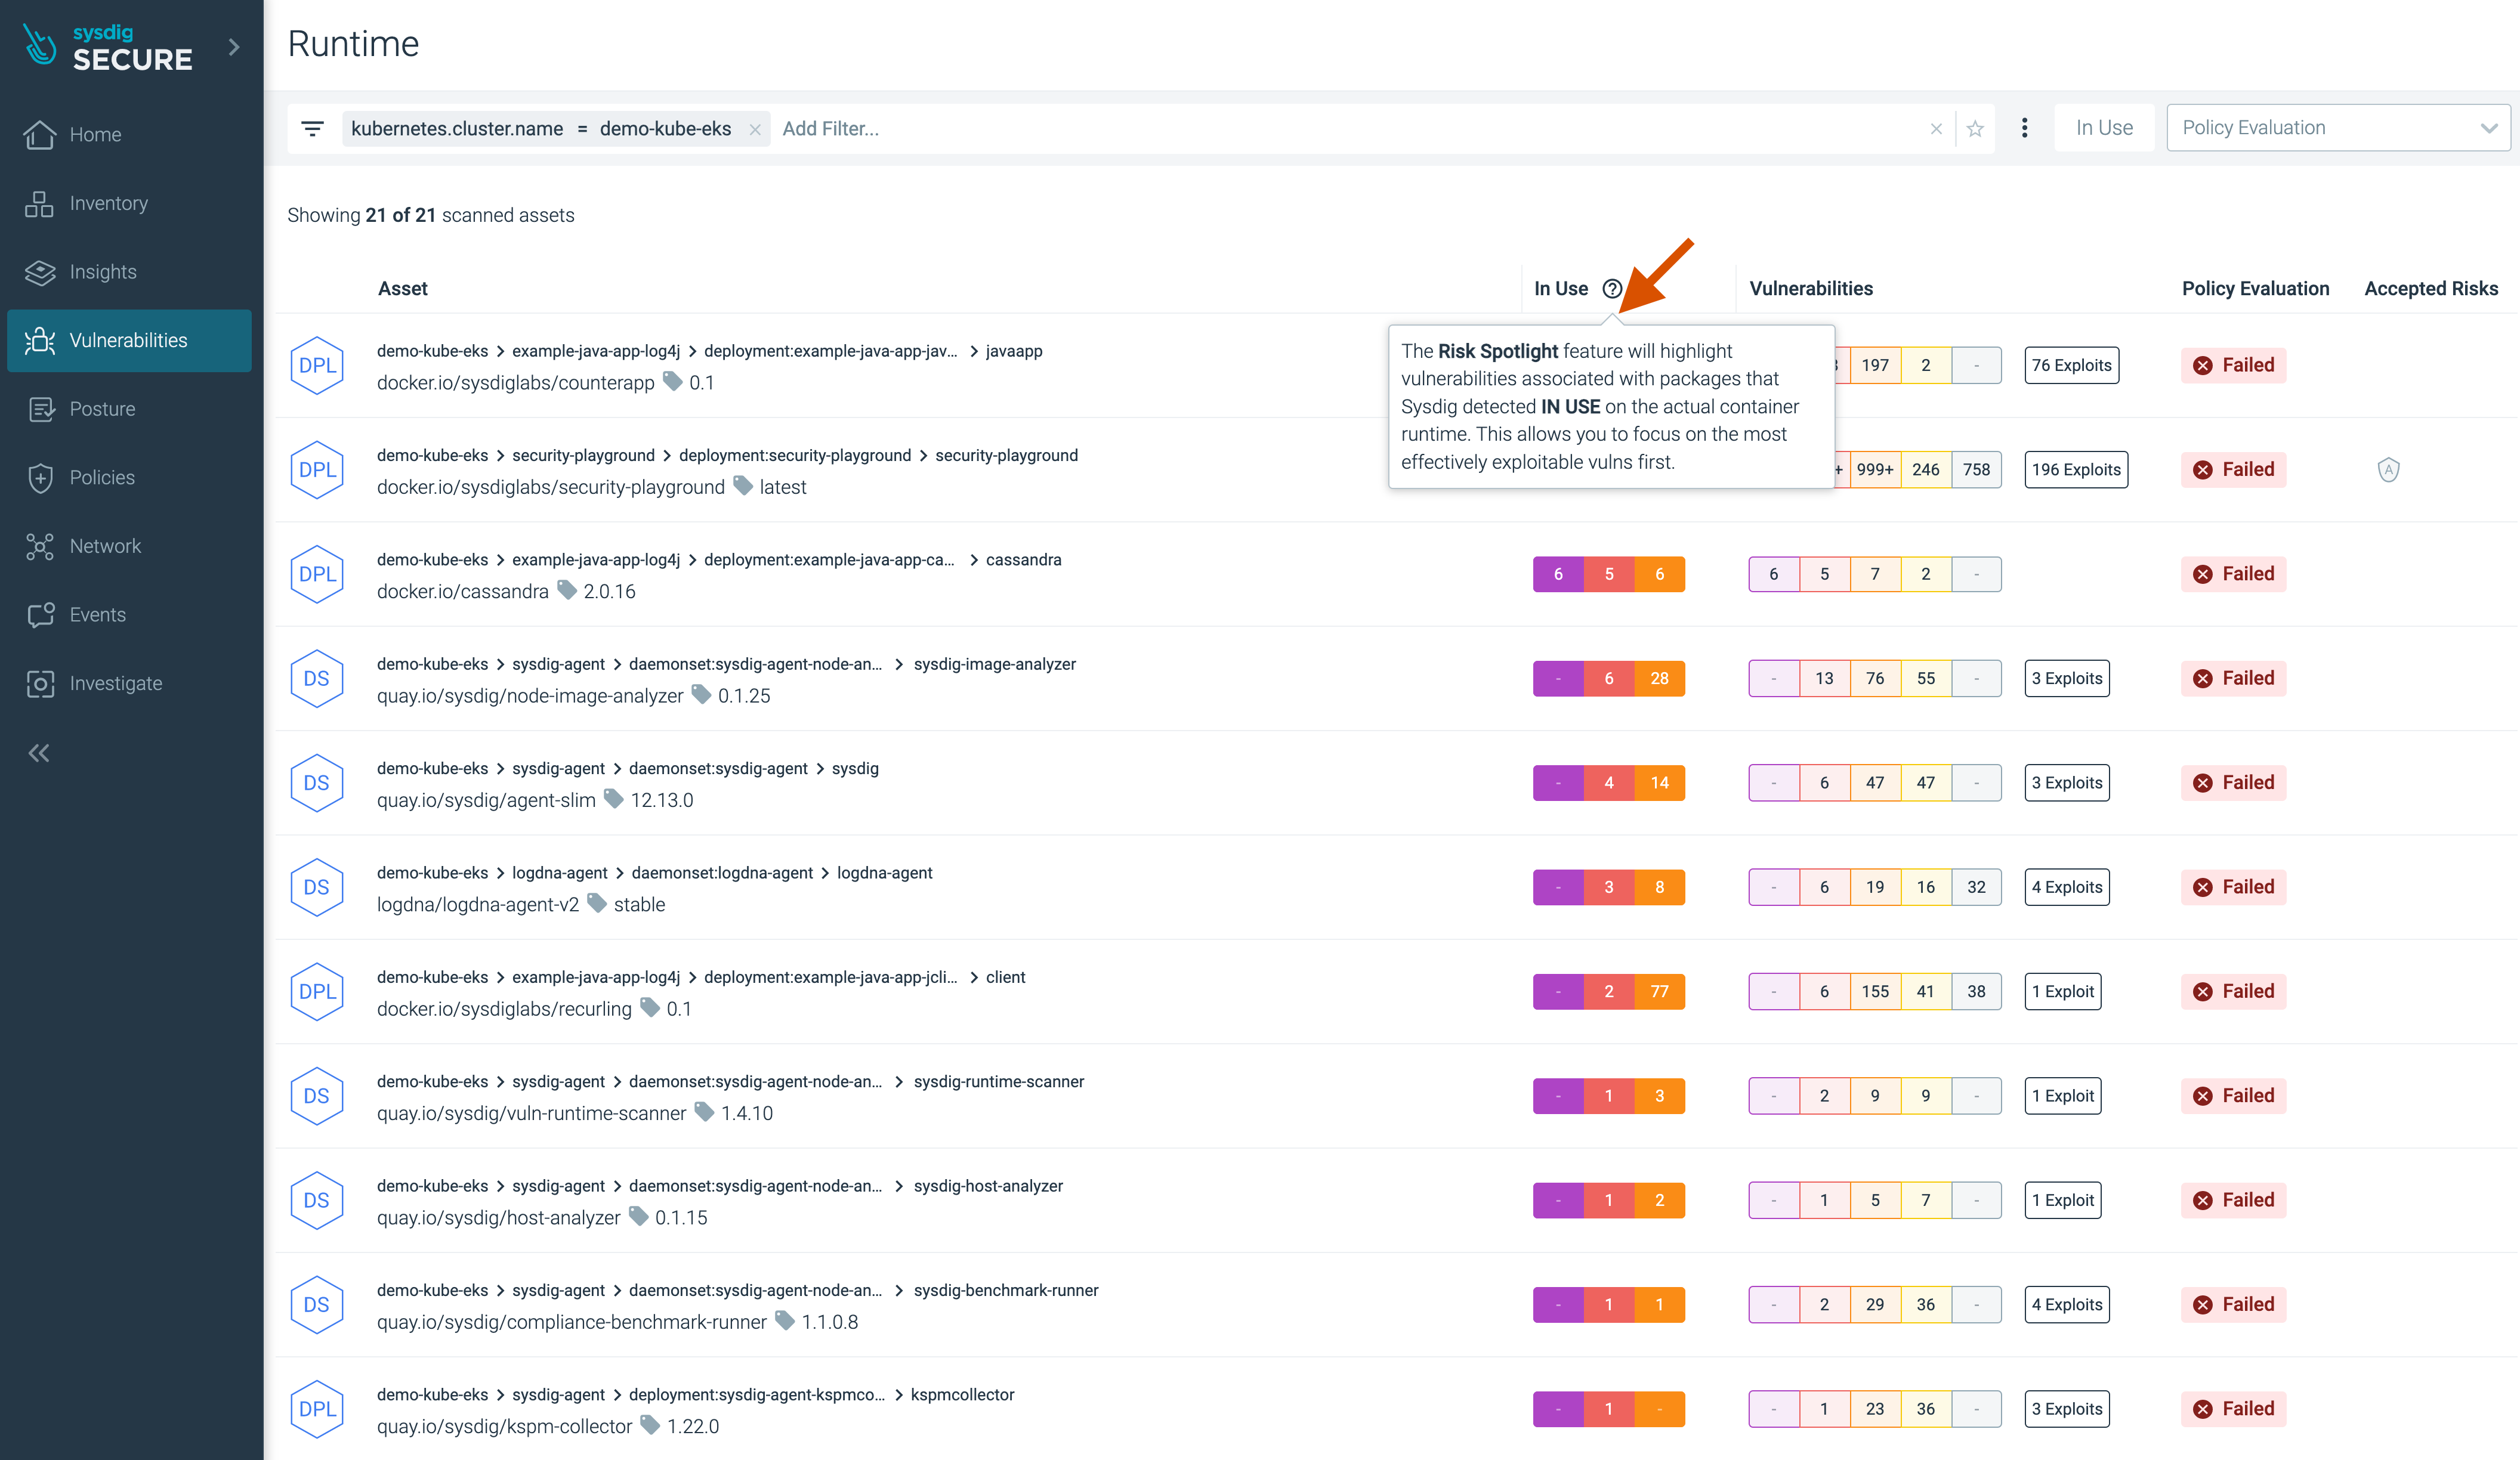 sysdig
SECURE
Home
Inventory
Insights
Vulnerabilities
Posture
Policies
Network
Events
Investigate
Runtime
kubernetes.cluster.name = demo-kube-eks
Add Filter...
In Use
Policy Evaluation
Showing 21 of 21 scanned assets
Asset
In Use
Vulnerabilities
Policy Evaluation
Accepted Risks
The Risk Spotlight feature will highlight
vulnerabilities associated with packages that
Sysdig detected IN USE on the actual container
runtime. This allows you to focus on the most
effectively exploitable vulns first.
DPL
demo-kube-eks > example-java-app-log4j > deployment:example-java-app-jav... > javaapp
docker.io/sysdiglabs/counterapp 0.1
197 2 - 76 Exploits Failed
DPL
demo-kube-eks > security-playground > deployment:security-playground > security-playground
docker.io/sysdiglabs/security-playground latest
+ 999+ 246 758 196 Exploits Failed A
DPL
demo-kube-eks > example-java-app-log4j > deployment:example-java-app-ca... > cassandra
docker.io/cassandra 2.0.16
6 5 6 6 5 7 2 - Failed
DS
demo-kube-eks > sysdig-agent > daemonset:sysdig-agent-node-an... > sysdig-image-analyzer
quay.io/sysdig/node-image-analyzer 0.1.25
- 6 28 - 13 76 55 - 3 Exploits Failed
DS
demo-kube-eks > sysdig-agent > daemonset:sysdig-agent > sysdig
quay.io/sysdig/agent-slim 12.13.0
- 4 14 - 6 47 47 - 3 Exploits Failed
DS
demo-kube-eks > logdna-agent > daemonset:logdna-agent > logdna-agent
logdna/logdna-agent-v2 stable
- 3 8 - 6 19 16 32 4 Exploits Failed
DPL
demo-kube-eks > example-java-app-log4j > deployment:example-java-app-jcli... > client
docker.io/sysdiglabs/recurling 0.1
- 2 77 - 6 155 41 38 1 Exploit Failed
DS
demo-kube-eks > sysdig-agent > daemonset:sysdig-agent-node-an... > sysdig-runtime-scanner
quay.io/sysdig/vuln-runtime-scanner 1.4.10
- 1 3 - 2 9 9 - 1 Exploit Failed
DS
demo-kube-eks > sysdig-agent > daemonset:sysdig-agent-node-an... > sysdig-host-analyzer
quay.io/sysdig/host-analyzer 0.1.15
- 1 2 - 1 5 7 - 1 Exploit Failed
DS
demo-kube-eks > sysdig-agent > daemonset:sysdig-agent-node-an... > sysdig-benchmark-runner
quay.io/sysdig/compliance-benchmark-runner 1.1.0.8
- 1 1 - 2 29 36 - 4 Exploits Failed
DPL
demo-kube-eks > sysdig-agent > deployment:sysdig-agent-kspmco... > kspmcollector
quay.io/sysdig/kspm-collector 1.22.0
- 1 - - 1 23 36 - 3 Exploits Failed